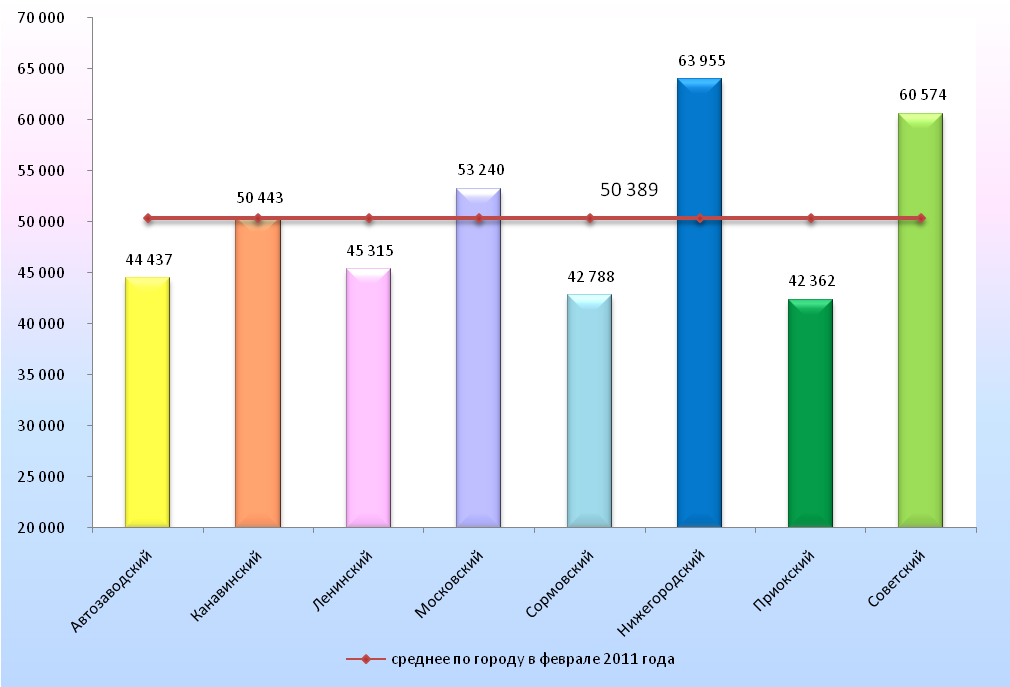 70 000
65 000
60 000
55 000
50 000
45 000
40 000
35 000
30 000
25 000
20 000
44 437
50 443
45 315
53 240
42 788
63 955
42 362
60 574
50 389
Автозаводский
Канавинский
Ленинский
Московский
Сормовский
Нижегородский
Приокский
Советский
среднее по городу в феврале 2011 года